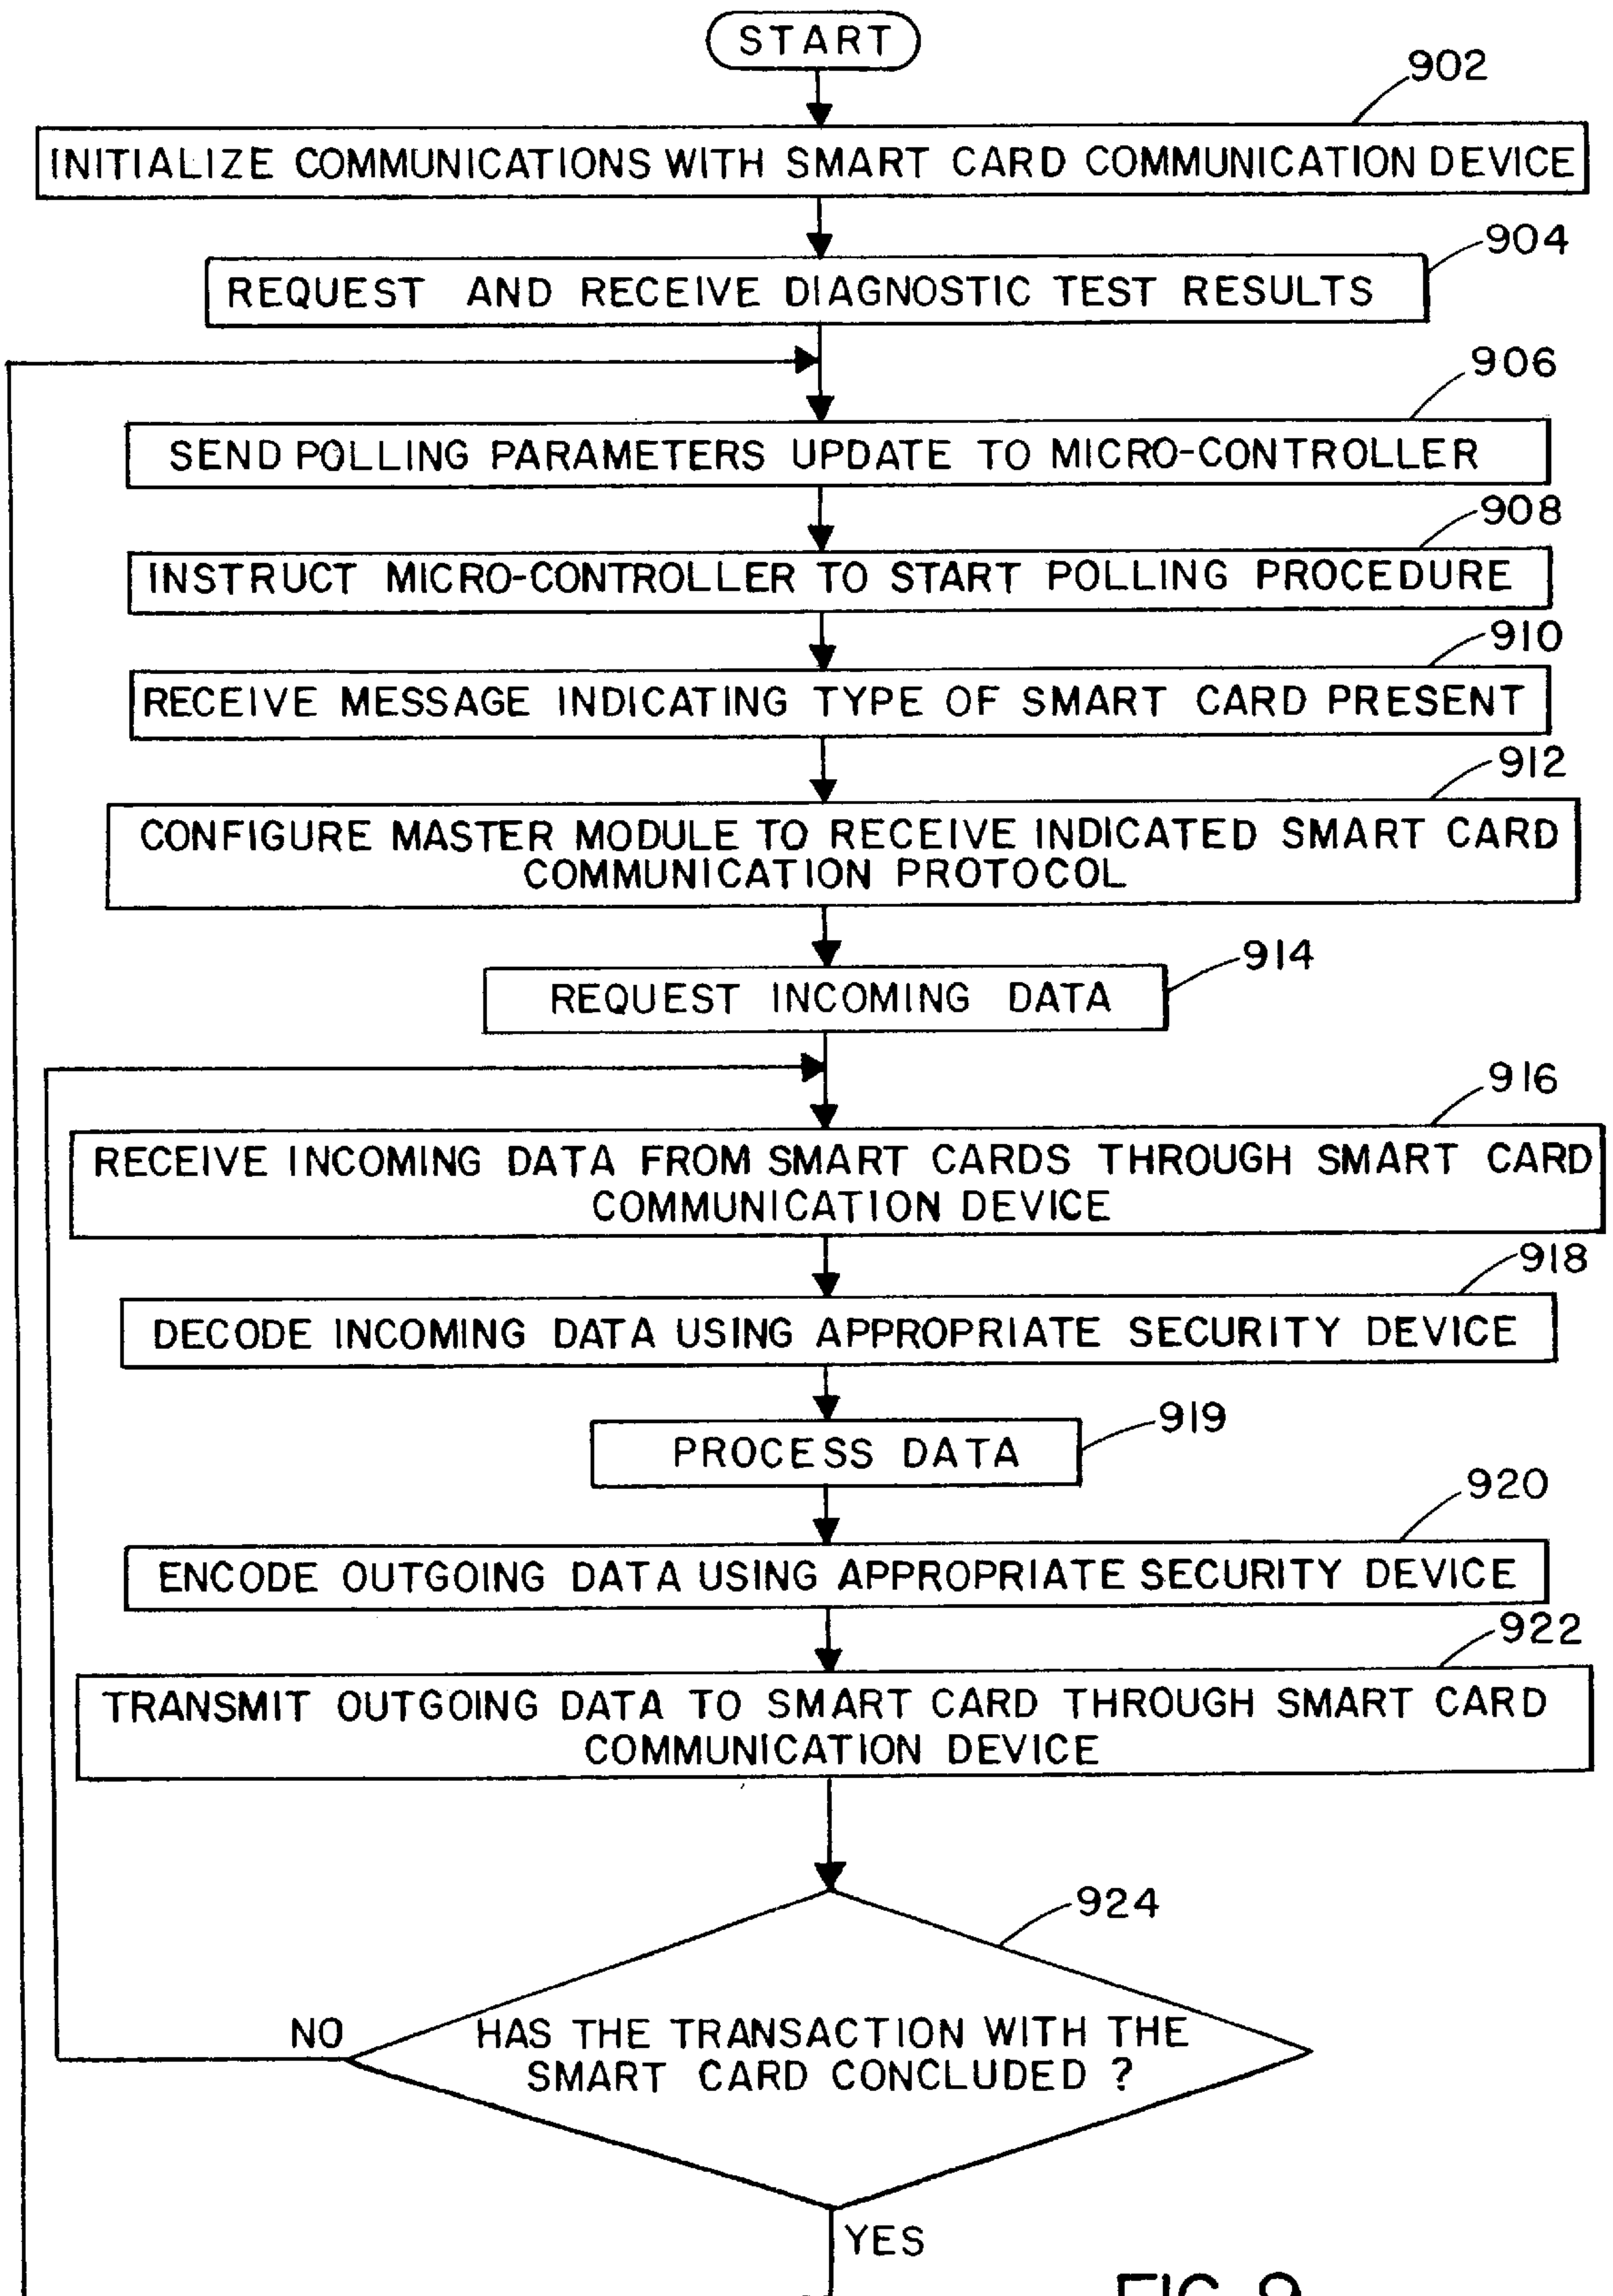 START
902
INITIALIZE COMMUNICATIONS WITH SMART CARD COMMUNICATION DEVICE
904
REQUEST AND RECEIVE DIAGNOSTIC TEST RESULTS
906
SEND POLLING PARAMETERS UPDATE TO MICRO-CONTROLLER
908
INSTRUCT MICRO-CONTROLLER TO START POLLING PROCEDURE
910
RECEIVE MESSAGE INDICATING TYPE OF SMART CARD PRESENT
912
CONFIGURE MASTER MODULE TO RECEIVE INDICATED SMART CARD
COMMUNICATION PROTOCOL
914
REQUEST INCOMING DATA
916
RECEIVE INCOMING DATA FROM SMART CARDS THROUGH SMART CARD
COMMUNICATION DEVICE
918
DECODE INCOMING DATA USING APPROPRIATE SECURITY DEVICE
919
PROCESS DATA
920
ENCODE OUTGOING DATA USING APPROPRIATE SECURITY DEVICE
922
TRANSMIT OUTGOING DATA TO SMART CARD THROUGH SMART CARD
COMMUNICATION DEVICE
924
NO
HAS THE TRANSACTION WITH THE
SMART CARD CONCLUDED ?
YES